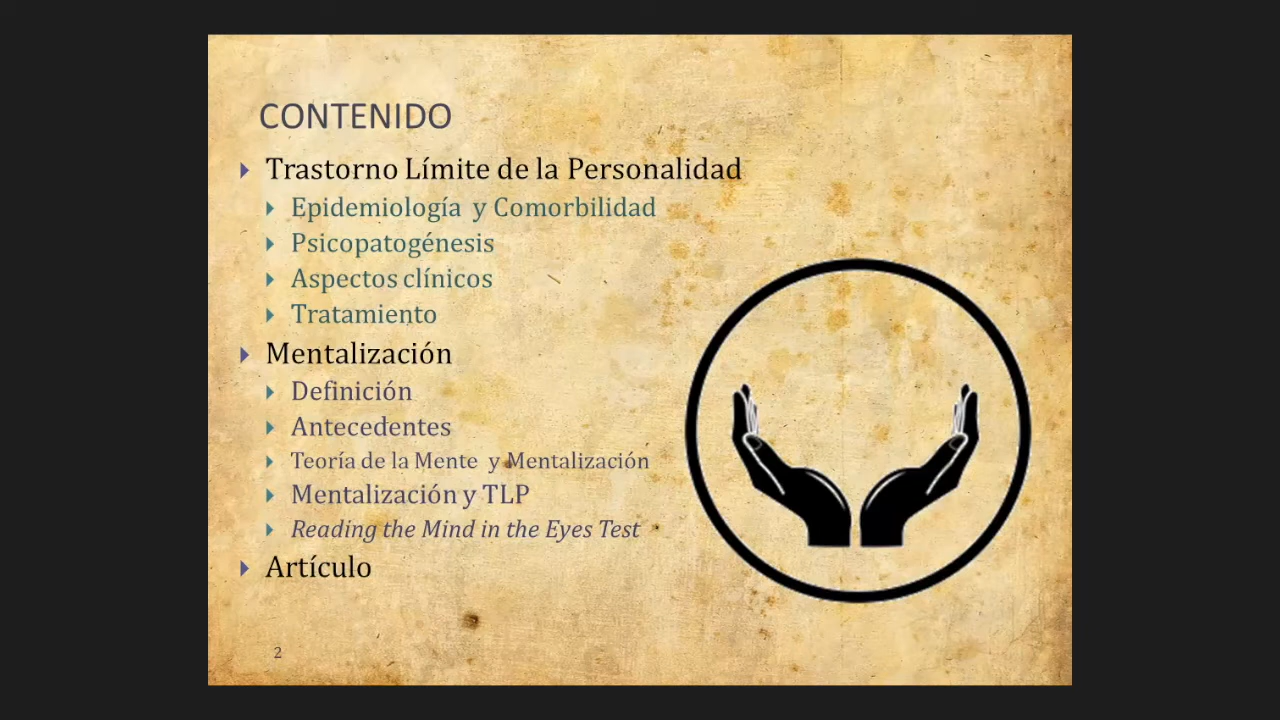 CONTENIDO
Trastorno Límite de la Personalidad
Epidemiología y Comorbilidad
Psicopatogénesis
Aspectos clínicos
Tratamiento
Mentalización
Definición
Antecedentes
Teoría de la Mente y Mentalización
Mentalización y TLP
Reading the Mind in the Eyes Test
Artículo
2